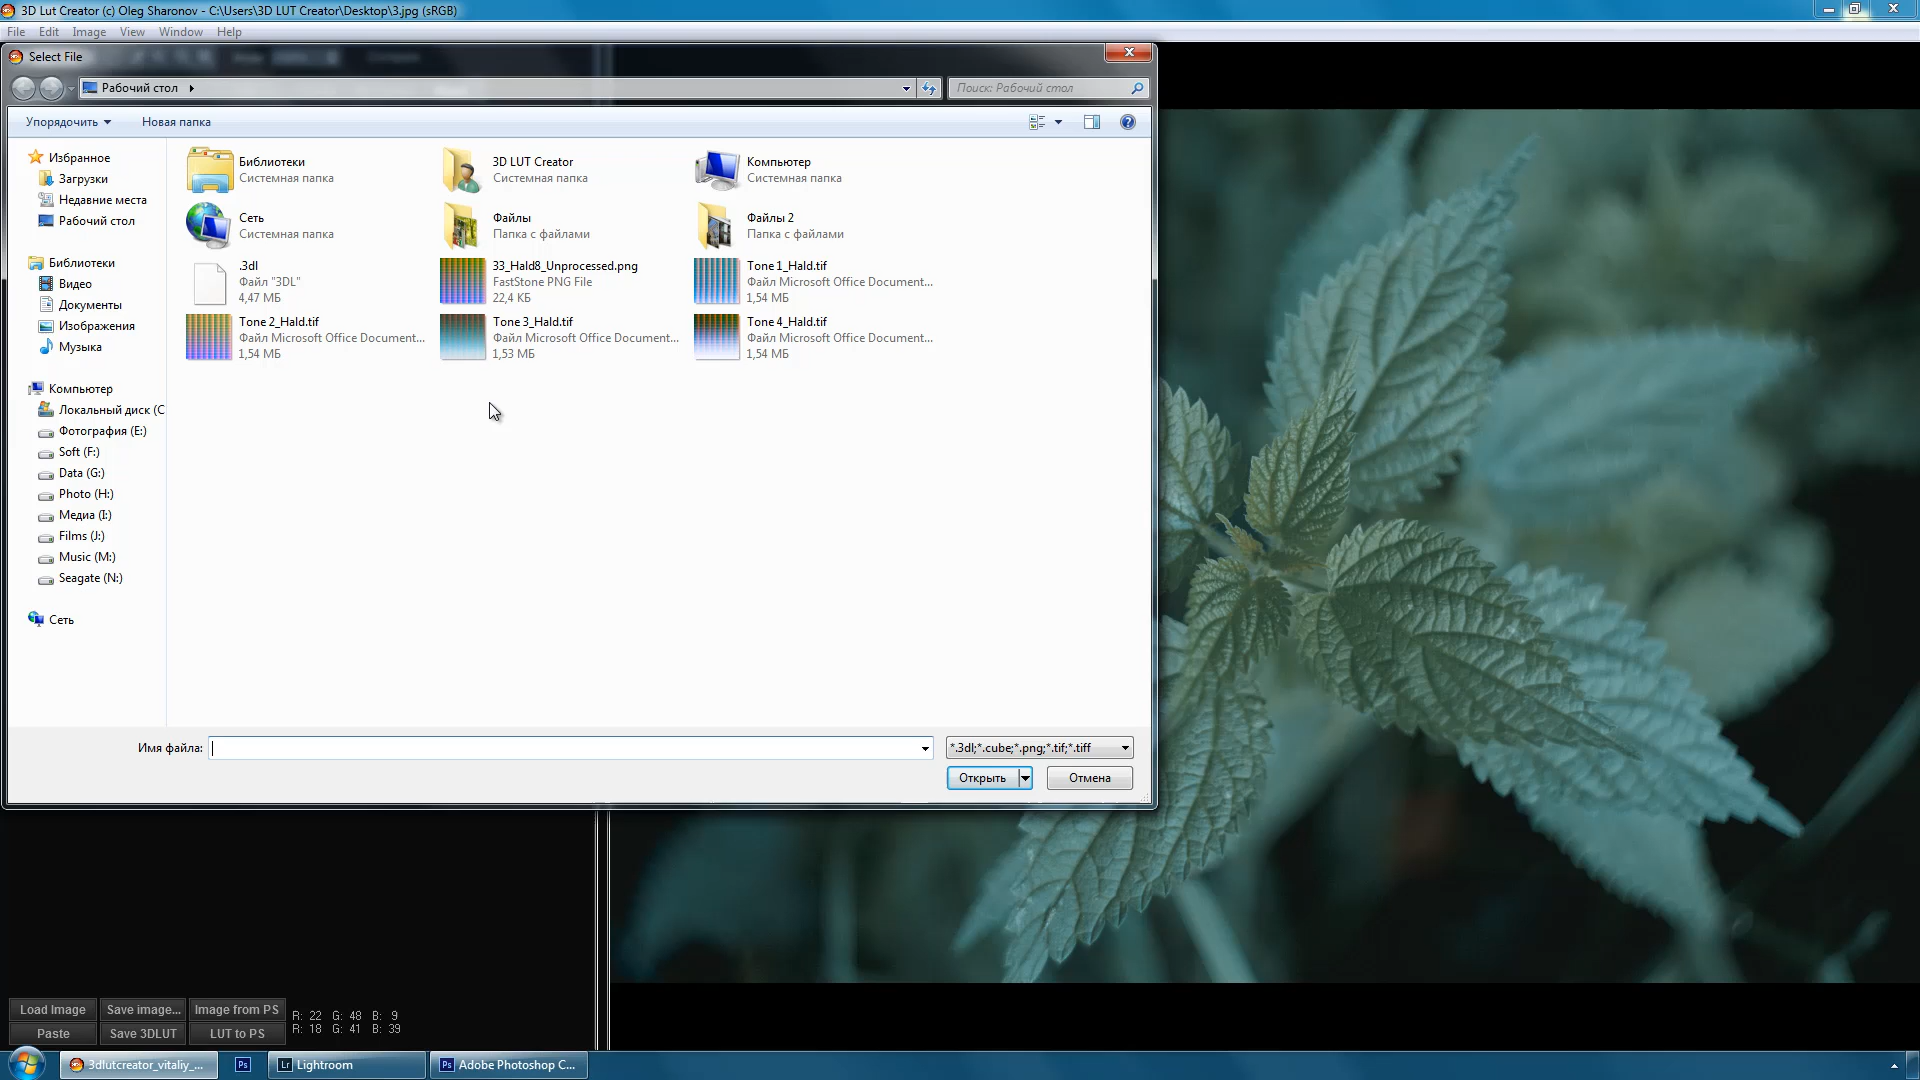 3D Lut Creator (c) Oleg Sharonov - C:\Users\3D LUT Creator\Desktop\3.jpg (sRGB)
File Edit Image View Window Help
Select File
Рабочий стол
Поиск: Рабочий стол
Упорядочить
Новая папка
Избранное
Загрузки
Недавние места
Рабочий стол
Библиотеки
Видео
Документы
Изображения
Музыка
Компьютер
Локальный диск (C
Фотография (E:)
Soft (F:)
Data (G:)
Photo (H:)
Медиа (I:)
Films (J:)
Music (M:)
Seagate (N:)
Сеть
Библиотеки
Системная папка
3D LUT Creator
Системная папка
Компьютер
Системная папка
Сеть
Системная папка
Файлы
Папка с файлами
Файлы 2
Папка с файлами
.3dl
Файл "3DL"
4,47 МБ
33_Hald8_Unprocessed.png
FastStone PNG File
22,4 КБ
Tone 1_Hald.tif
Файл Microsoft Office Document...
1,54 МБ
Tone 2_Hald.tif
Файл Microsoft Office Document...
1,54 МБ
Tone 3_Hald.tif
Файл Microsoft Office Document...
1,53 МБ
Tone 4_Hald.tif
Файл Microsoft Office Document...
1,54 МБ
Имя файла:
*.3dl;*.cube;*.png;*.tif;*.tiff
Открыть
Отмена
Load Image Save image... Image from PS
Paste Save 3DLUT LUT to PS
R: 22 G: 48 B: 9
R: 18 G: 41 B: 39
3dlutcreator_vitaliy_...
Ps
Lr Lightroom
Ps Adobe Photoshop C...